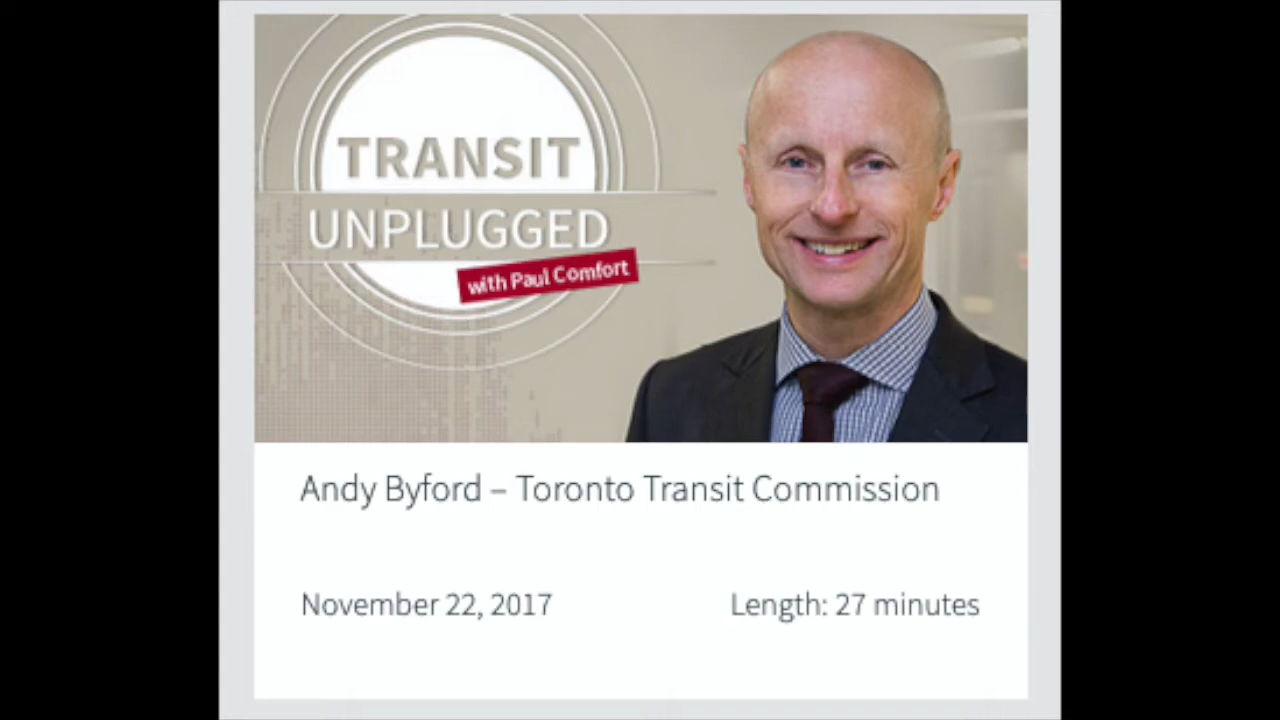 TRANSIT
UNPLUGGED
with Paul Comfort
Andy Byford – Toronto Transit Commission
November 22, 2017
Length: 27 minutes